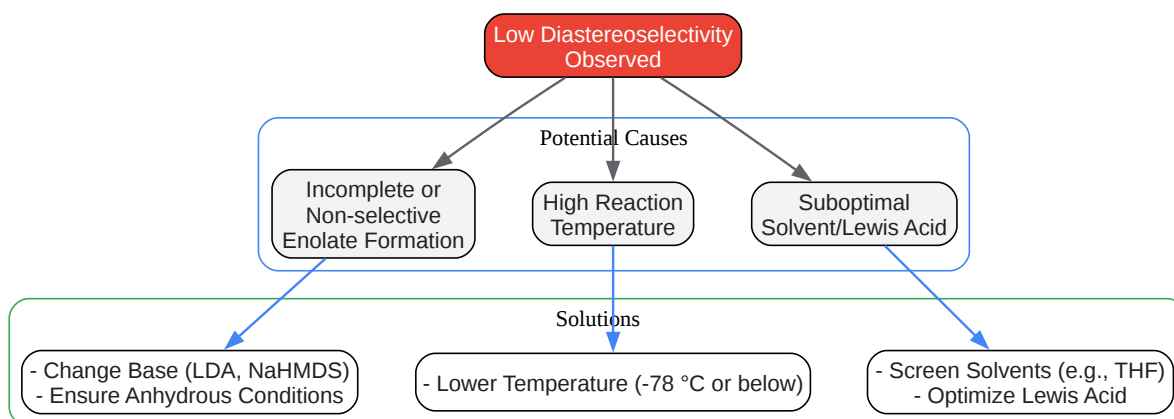 Low Diastereoselectivity
Observed
Potential Causes
Incomplete or
Non-selective
Enolate Formation
High Reaction
Temperature
Suboptimal
Solvent/Lewis Acid
Solutions
- Change Base (LDA, NaHMDS)
- Ensure Anhydrous Conditions
- Lower Temperature (-78 °C or below)
- Screen Solvents (e.g., THF)
- Optimize Lewis Acid